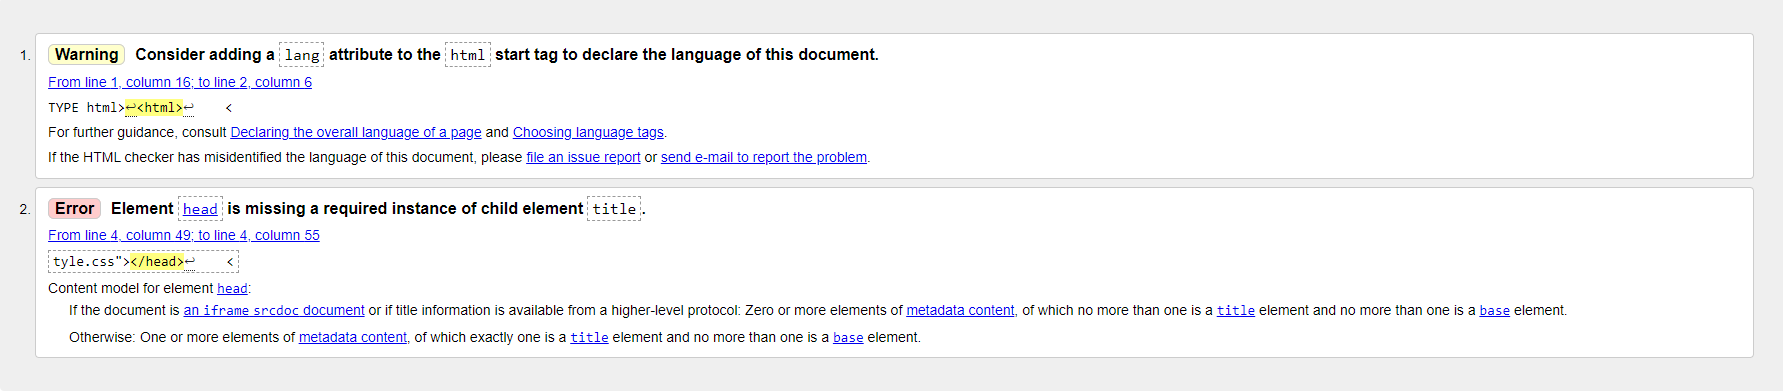 1. Warning Consider adding a lang attribute to the html start tag to declare the language of this document.
From line 1, column 16; to line 2, column 6
TYPE html>↩<html>↩    <
For further guidance, consult Declaring the overall language of a page and Choosing language tags.
If the HTML checker has misidentified the language of this document, please file an issue report or send e-mail to report the problem.
2. Error Element head is missing a required instance of child element title.
From line 4, column 49; to line 4, column 55
tyle.css"></head>↩    <
Content model for element head:
If the document is an iframe srcdoc document or if title information is available from a higher-level protocol: Zero or more elements of metadata content, of which no more than one is a title element and no more than one is a base element.
Otherwise: One or more elements of metadata content, of which exactly one is a title element and no more than one is a base element.